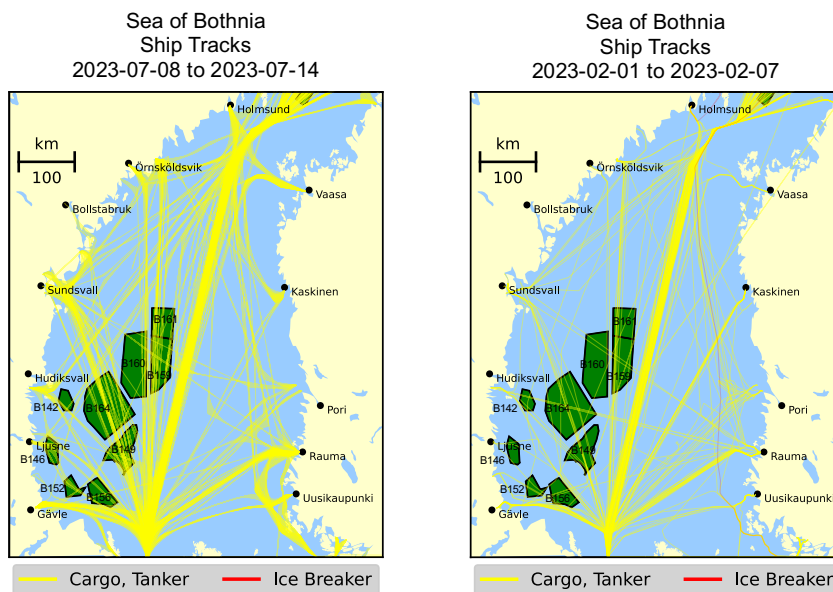 Sea of Bothnia
Ship Tracks
2023-07-08 to 2023-07-14
Holmsund
km
100
Örnsköldsvik
Vaasa
Bollstabruk
Sundsvall
Kaskinen
B161
B160
B159
Hudiksvall
B142
B164
Pori
Ljusne
B149
B146
Rauma
B152
B156
Uusikaupunki
Gävle
Cargo, Tanker
Ice Breaker
Sea of Bothnia
Ship Tracks
2023-02-01 to 2023-02-07
Holmsund
km
100
Örnsköldsvik
Vaasa
Bollstabruk
Sundsvall
Kaskinen
B161
B160
B159
Hudiksvall
B142
B164
Pori
Ljusne
B149
B146
Rauma
B152
B156
Uusikaupunki
Gävle
Cargo, Tanker
Ice Breaker